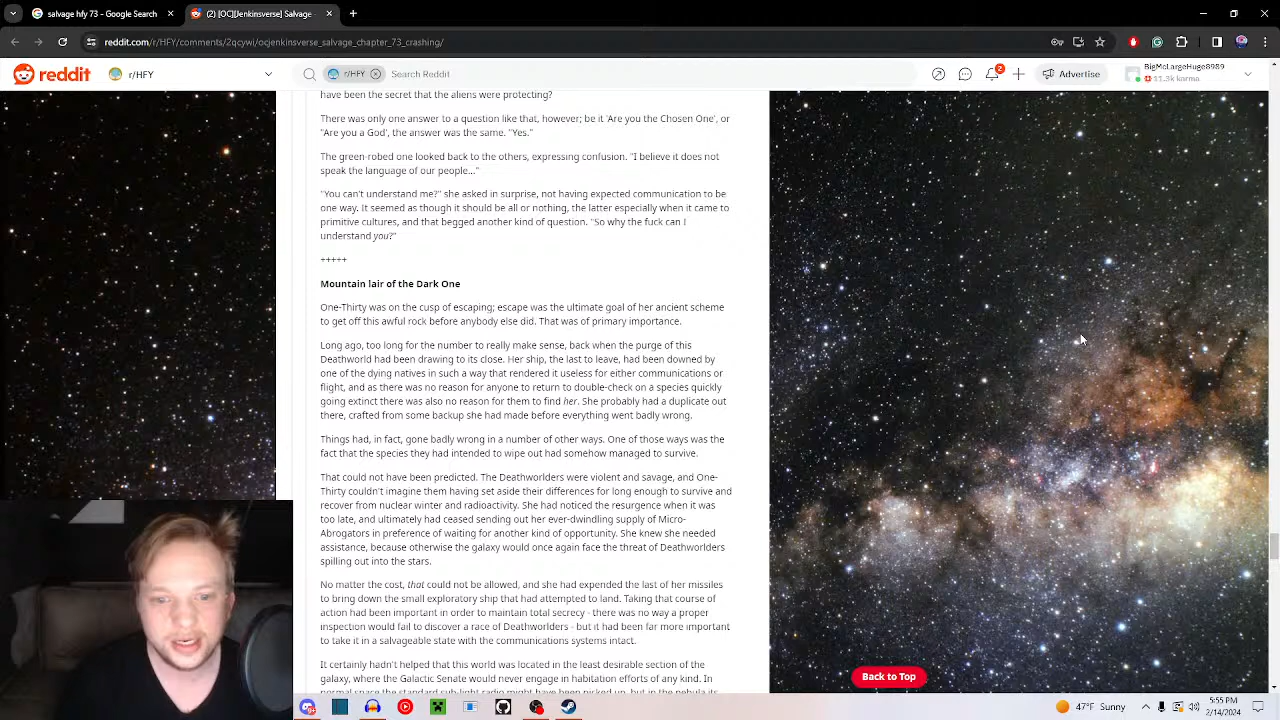 salvage hfy 73 - Google Search
(2) [OC][Jenkinsverse] Salvage
reddit.com/r/HFY/comments/2qcywi/ocjenkinsverse_salvage_chapter_73_crashing/
reddit
r/HFY
r/HFY
Search Reddit
2
Advertise
BigMcLargeHuge8989
11.3k karma
have been the secret that the aliens were protecting?
There was only one answer to a question like that, however; be it 'Are you the Chosen One', or
"Are you a God', the answer was the same. "Yes."
The green-robed one looked back to the others, expressing confusion. "I believe it does not
speak the language of our people..."
"You can't understand me?" she asked in surprise, not having expected communication to be
one way. It seemed as though it should be all or nothing, the latter especially when it came to
primitive cultures, and that begged another kind of question. "So why the fuck can I
understand you?"
+++++
Mountain lair of the Dark One
One-Thirty was on the cusp of escaping; escape was the ultimate goal of her ancient scheme
to get off this awful rock before anybody else did. That was of primary importance.
Long ago, too long for the number to really make sense, back when the purge of this
Deathworld had been drawing to its close. Her ship, the last to leave, had been downed by
one of the dying natives in such a way that rendered it useless for either communications or
flight, and as there was no reason for anyone to return to double-check on a species quickly
going extinct there was also no reason for them to find her. She probably had a duplicate out
there, crafted from some backup she had made before everything went badly wrong.
Things had, in fact, gone badly wrong in a number of other ways. One of those ways was the
fact that the species they had intended to wipe out had somehow managed to survive.
That could not have been predicted. The Deathworlders were violent and savage, and One-
Thirty couldn't imagine them having set aside their differences for long enough to survive and
recover from nuclear winter and radioactivity. She had noticed the resurgence when it was
too late, and ultimately had ceased sending out her ever-dwindling supply of Micro-
Abrogators in preference of waiting for another kind of opportunity. She knew she needed
assistance, because otherwise the galaxy would once again face the threat of Deathworlders
spilling out into the stars.
No matter the cost, that could not be allowed, and she had expended the last of her missiles
to bring down the small exploratory ship that had attempted to land. Taking that course of
action had been important in order to maintain total secrecy - there was no way a proper
inspection would fail to discover a race of Deathworlders - but it had been far more important
to take it in a salvageable state with the communications systems intact.
It certainly hadn't helped that this world was located in the least desirable section of the
galaxy, where the Galactic Senate would never engage in habitation efforts of any kind. In
normal space the standard sub-light radio might have been picked up, but in the nebula its
Back to Top
47°F Sunny
5:55 PM
2/14/2024